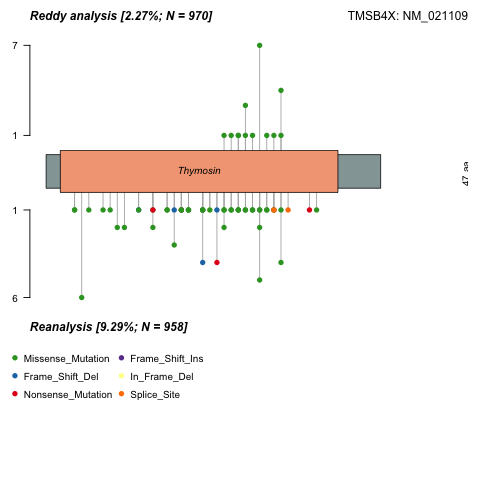 Reddy analysis [2.27%; N = 970]
TMSB4X: NM_021109
7
1
Thymosin
47 aa
1
6
Reanalysis [9.29%; N = 958]
Missense_Mutation
Frame_Shift_Ins
Frame_Shift_Del
In_Frame_Del
Nonsense_Mutation
Splice_Site